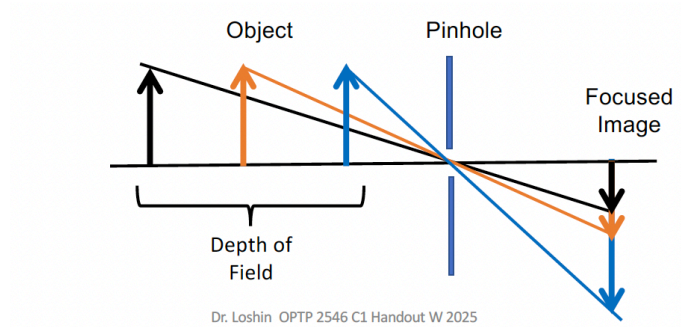 Object
Pinhole
Focused
Image
Depth of
Field
Dr. Loshin  OPTP 2546 C1 Handout W 2025